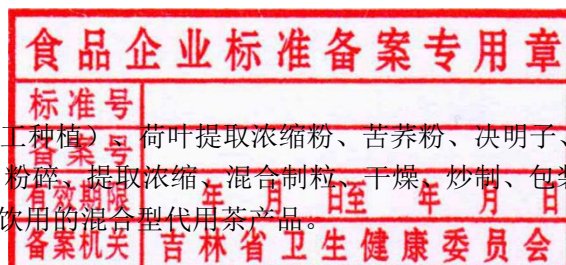 食品企业标准备案专用章
标准号
工种植）、荷叶提取浓缩粉、苦荞粉、决明子、
备案号
粉碎、提取浓缩、混合制粒、干燥、炒制、包装
有效期限 年 月 日至 年 月 日
饮用的混合型代用茶产品。
备案机关 吉林省卫生健康委员会